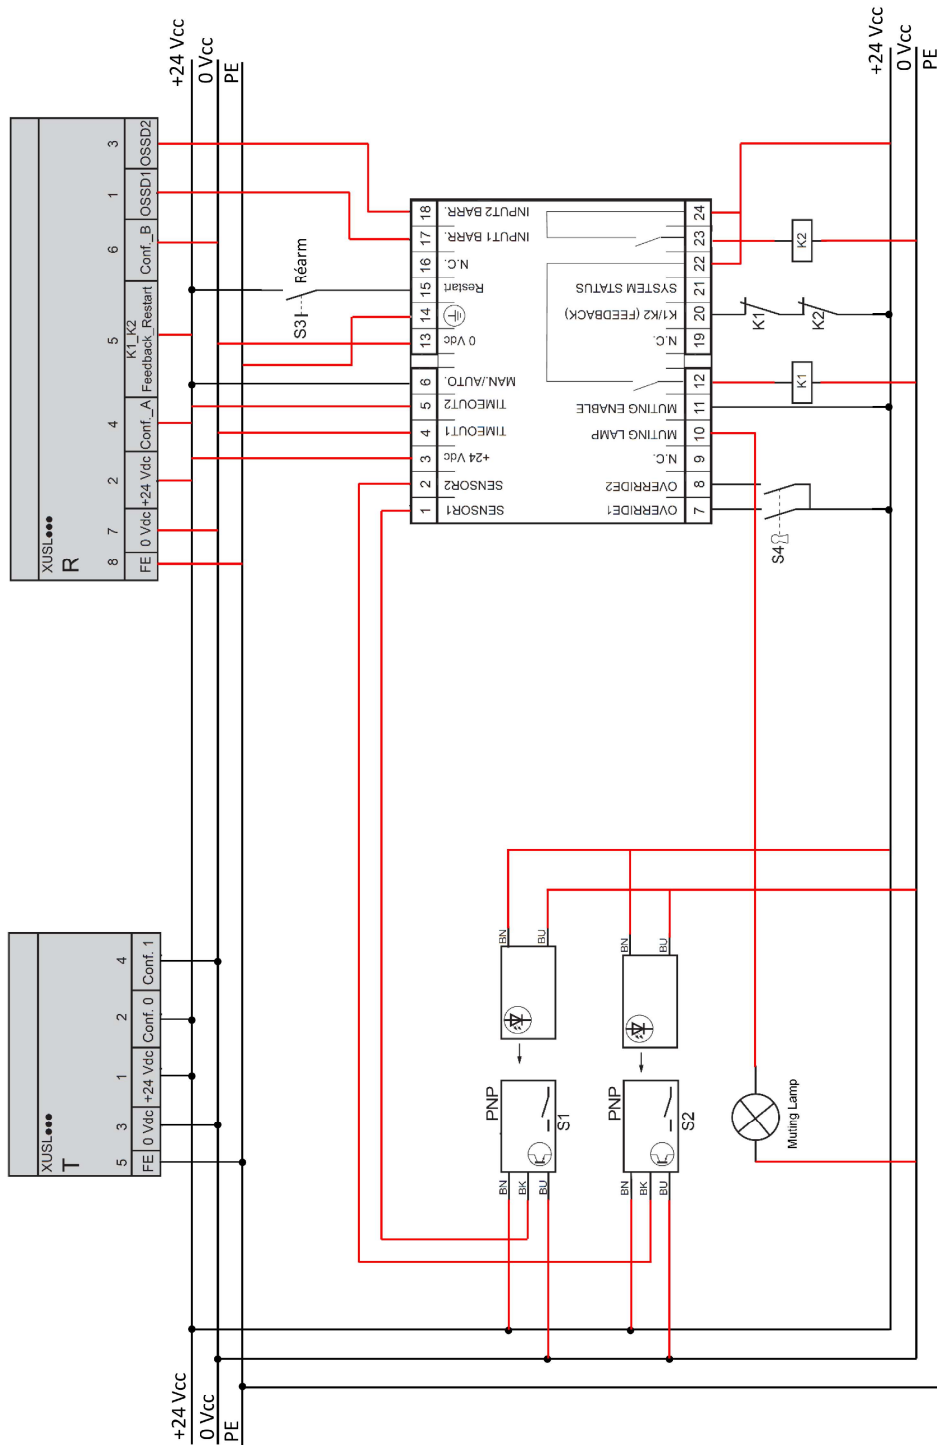 +24 Vcc
0 Vcc
PE
XUSL●●●
R
8 7 2 4 5 6 1 3
FE 0 Vdc +24 Vdc Conf._A K1_K2 Feedback_Restart Conf._B OSSD1 OSSD2
XUSL●●●
T
5 3 1 2 4
FE 0 Vdc +24 Vdc Conf. 0 Conf. 1
+24 Vcc
0 Vcc
PE
S3 Réarm
1 2 3 4 5 6 13 14 15 16 17 18
SENSOR1
SENSOR2
+24 Vdc
TIMEOUT1
TIMEOUT2
MAN./AUTO.
0 Vdc
Restart
N.C.
INPUT1 BARR.
INPUT2 BARR.
OVERRIDE1
OVERRIDE2
N.C.
MUTING LAMP
MUTING ENABLE
N.C.
K1/K2 (FEEDBACK)
SYSTEM STATUS
7 8 9 10 11 12 19 20 21 22 23 24
S4
K1
K1
K2
K2
BN
BU
BN
BU
PNP
S1
BN
BK
BU
PNP
S2
BN
BK
BU
Muting Lamp
+24 Vcc
0 Vcc
PE